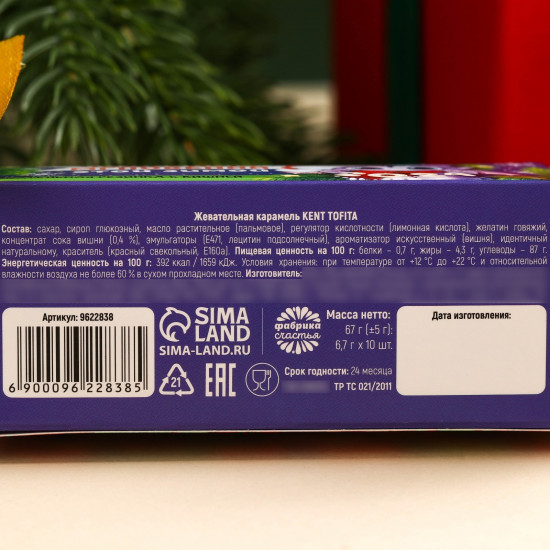 Жевательная карамель KENT TOFITA
Состав: сахар, сироп глюкозный, масло растительное (пальмовое), регулятор кислотности (лимонная кислота), желатин говяжий,
концентрат сока вишни (0,4 %), эмульгаторы (Е471, лецитин подсолнечный), ароматизатор искусственный (вишня), идентичный
натуральному, краситель (красный свекольный, Е160а). Пищевая ценность на 100 г: белки – 0,7 г, жиры – 4,3 г, углеводы – 87 г.
Энергетическая ценность на 100 г: 392 ккал / 1659 кДж. Условия хранения: при температуре от +12 °С до +22 °С и относительной
влажности воздуха не более 60 % в сухом прохладном месте. Изготовитель:
Артикул: 9622838
6 900096 228385
SIMA
LAND
SIMA-LAND.RU
21
EAC
фабрика
счастья
Масса нетто:
67 г (±5 г):
6,7 г х 10 шт.
Срок годности: 24 месяца
ТР ТС 021/2011
Дата изготовления: